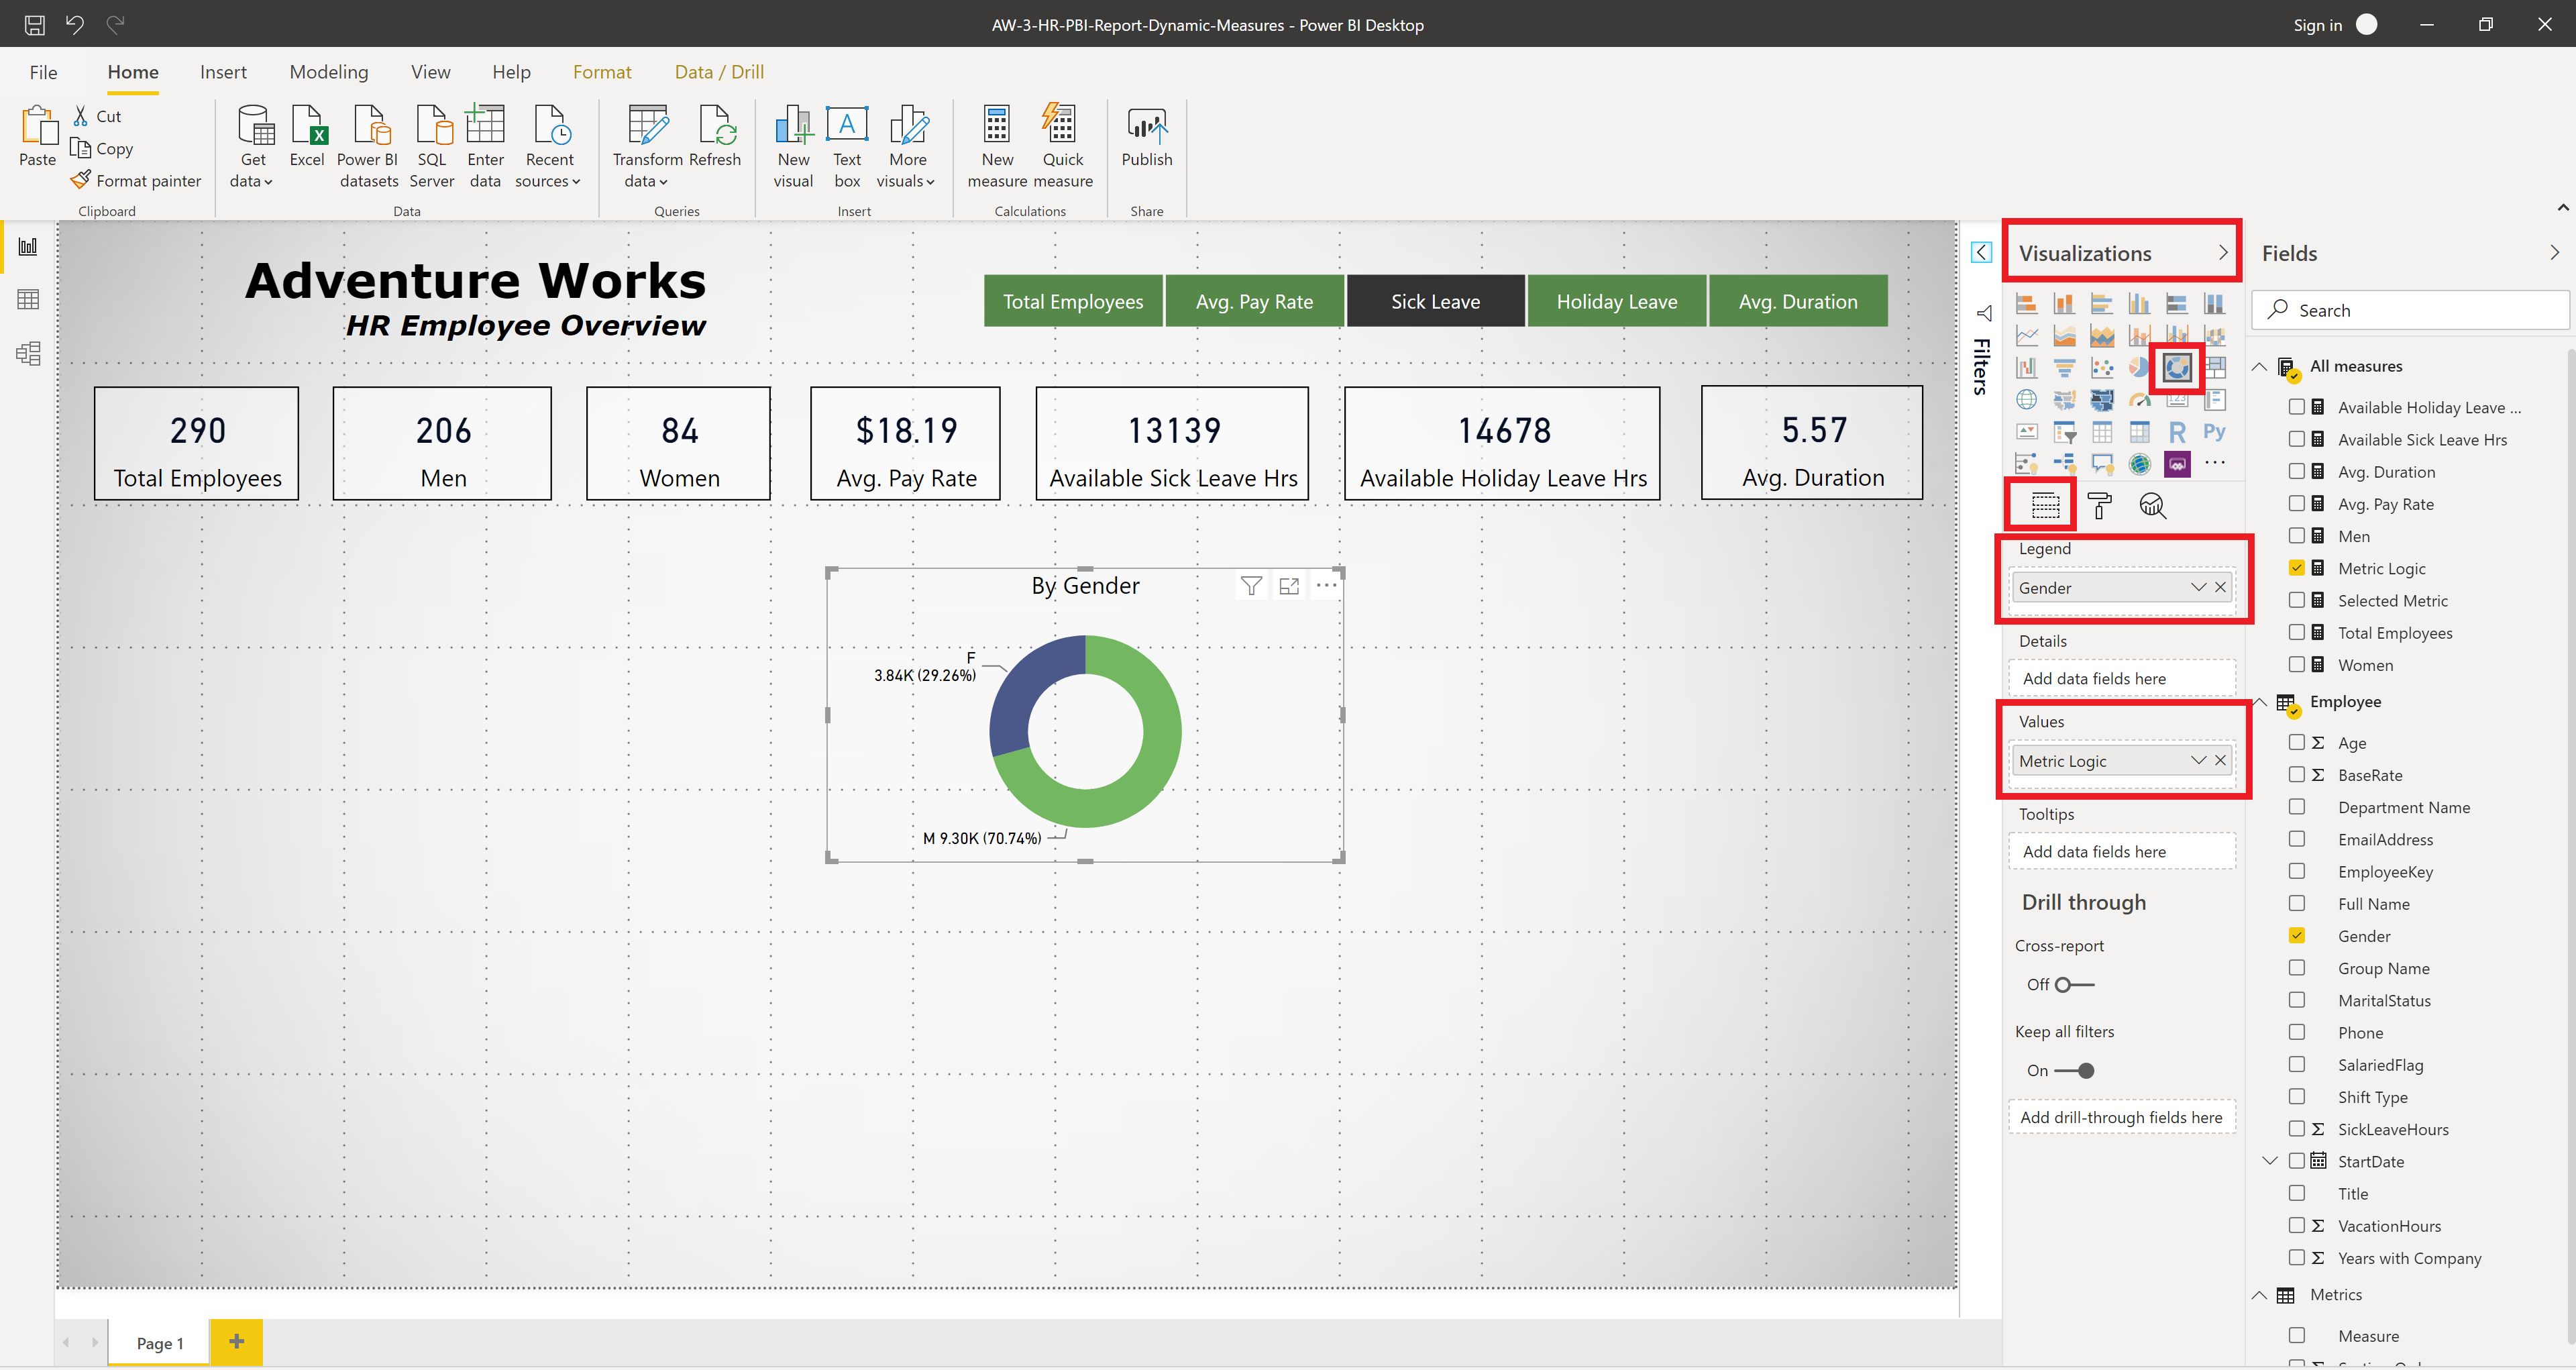 AW-3-HR-PBI-Report-Dynamic-Measures - Power BI Desktop
Sign in
File Home Insert Modeling View Help Format Data / Drill
Paste
Cut
Copy
Format painter
Clipboard
Get data
Excel
Power BI datasets
SQL Server
Enter data
Recent sources
Data
Transform data
Refresh
Queries
New visual
Text box
More visuals
Insert
New measure
Quick measure
Calculations
Publish
Share
Adventure Works
HR Employee Overview
Total Employees
Avg. Pay Rate
Sick Leave
Holiday Leave
Avg. Duration
290
Total Employees
206
Men
84
Women
$18.19
Avg. Pay Rate
13139
Available Sick Leave Hrs
14678
Available Holiday Leave Hrs
5.57
Avg. Duration
By Gender
F
3.84K (29.26%)
M 9.30K (70.74%)
Page 1
Filters
Visualizations
123
R
Py
Legend
Gender
Details
Add data fields here
Values
Metric Logic
Tooltips
Add data fields here
Drill through
Cross-report
Off
Keep all filters
On
Add drill-through fields here
Fields
Search
All measures
Available Holiday Leave ...
Available Sick Leave Hrs
Avg. Duration
Avg. Pay Rate
Men
Metric Logic
Selected Metric
Total Employees
Women
Employee
Age
BaseRate
Department Name
EmailAddress
EmployeeKey
Full Name
Gender
Group Name
MaritalStatus
Phone
SalariedFlag
Shift Type
SickLeaveHours
StartDate
Title
VacationHours
Years with Company
Metrics
Measure